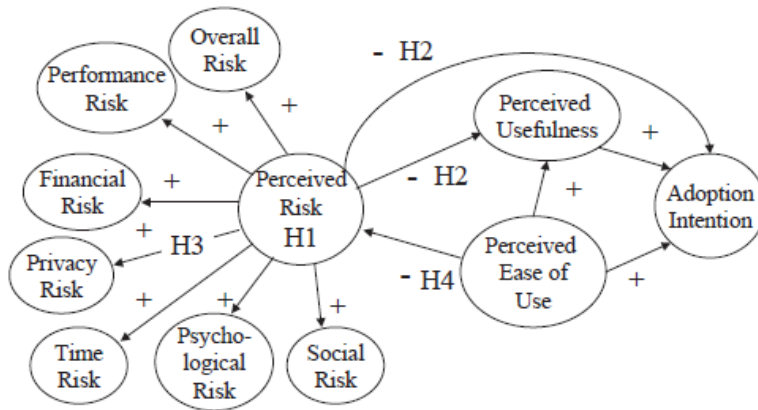 Overall
Risk
- H2
Performance
Risk
+
+
Perceived
Usefulness
+
Financial
Risk
+
Perceived
Risk
H1
- H2
+
Adoption
Intention
+
H3
Privacy
Risk
- H4
Perceived
Ease of
Use
+
+
+
+
Time
Risk
Psycho-
logical
Risk
Social
Risk